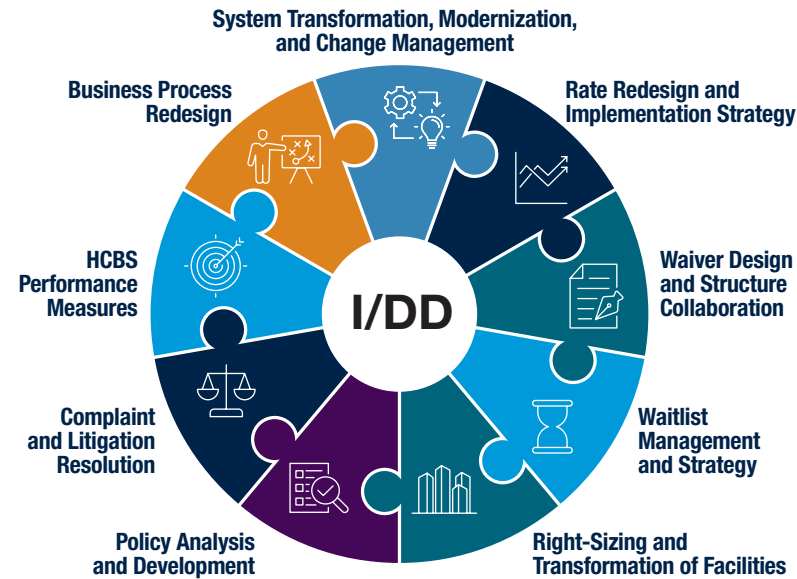 System Transformation, Modernization,
and Change Management
Rate Redesign and
Implementation Strategy
Waiver Design
and Structure
Collaboration
Waitlist
Management
and Strategy
Right-Sizing and
Transformation of Facilities
Policy Analysis
and Development
Complaint
and Litigation
Resolution
HCBS
Performance
Measures
Business Process
Redesign
I/DD